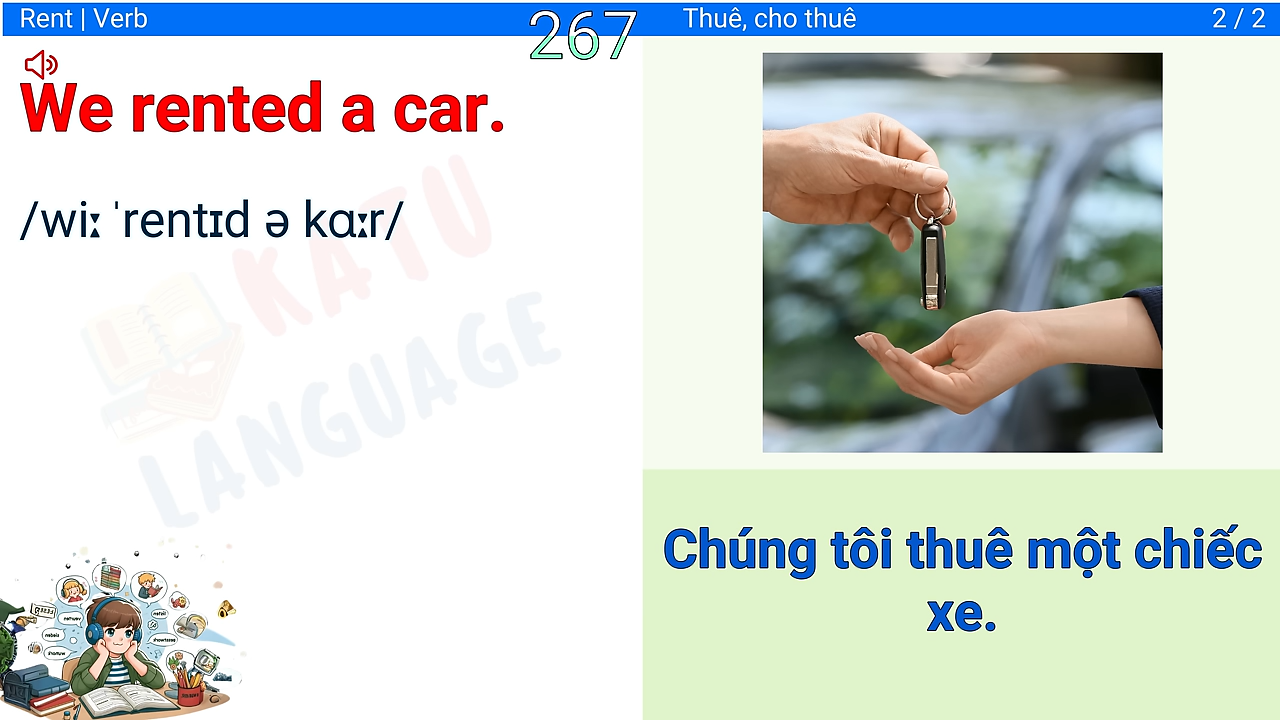 Rent | Verb
267
Thuê, cho thuê
2 / 2
We rented a car.
/wiː ˈrentɪd ə kɑːr/
KATU
LANGUAGE
Chúng tôi thuê một chiếc
xe.